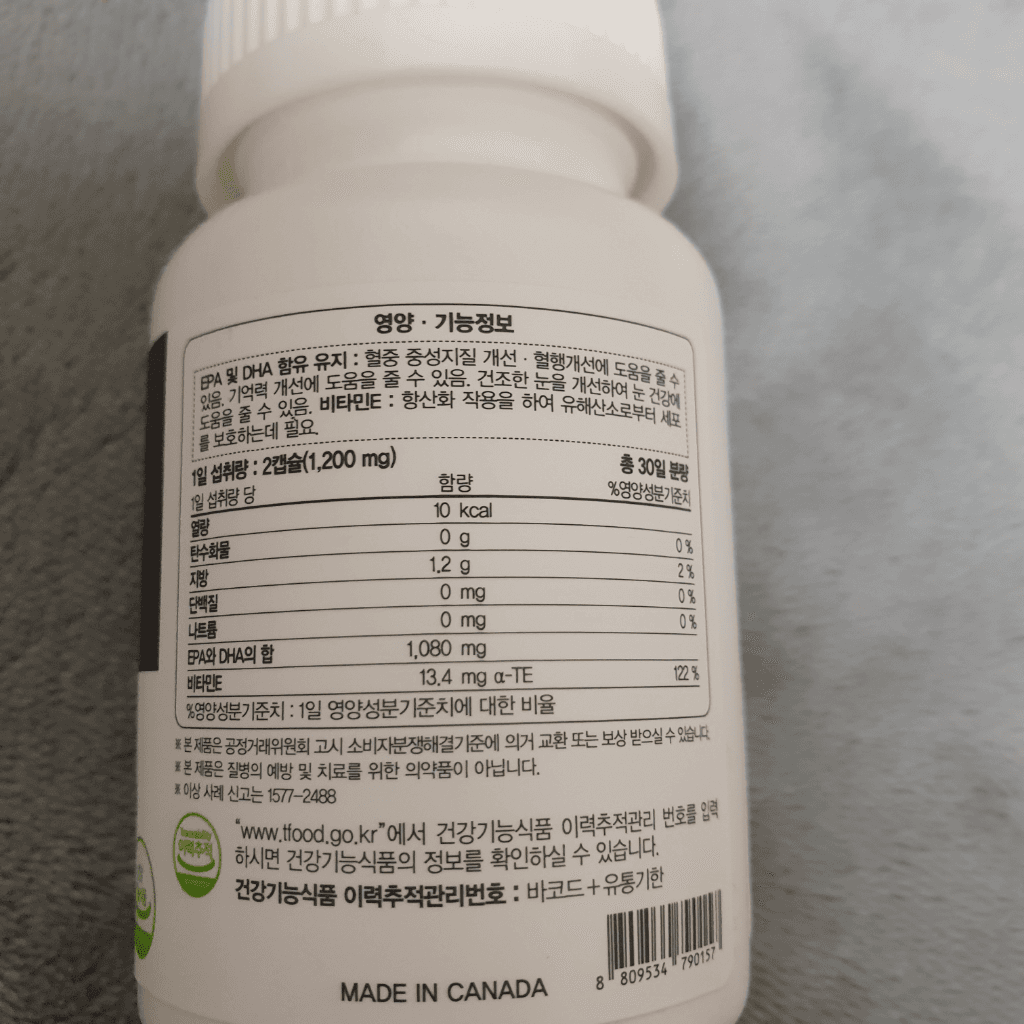 영양 · 기능정보
EPA 및 DHA 함유 유지 : 혈중 중성지질 개선 · 혈행개선에 도움을 줄 수
있음. 기억력 개선에 도움을 줄 수 있음. 건조한 눈을 개선하여 눈 건강에
도움을 줄 수 있음. 비타민E : 항산화 작용을 하여 유해산소로부터 세포
를 보호하는데 필요.
1일 섭취량 : 2캡슐(1,200 mg) 총 30일 분량
1일 섭취량 당 함량 %영양성분기준치
열량 10 kcal
탄수화물 0 g 0 %
지방 1.2 g 2 %
단백질 0 mg 0 %
나트륨 0 mg 0 %
EPA와 DHA의 합 1,080 mg
비타민E 13.4 mg α-TE 122 %
%영양성분기준치 : 1일 영양성분기준치에 대한 비율
※ 본 제품은 공정거래위원회 고시 소비자분쟁해결기준에 의거 교환 또는 보상 받으실 수 있습니다.
※ 본 제품은 질병의 예방 및 치료를 위한 의약품이 아닙니다.
※ 이상 사례 신고는 1577-2488
Traceability
이력추적
"www.tfood.go.kr"에서 건강기능식품 이력추적관리 번호를 입력
하시면 건강기능식품의 정보를 확인하실 수 있습니다.
건강기능식품 이력추적관리번호 : 바코드+유통기한
8 809534 790157
MADE IN CANADA